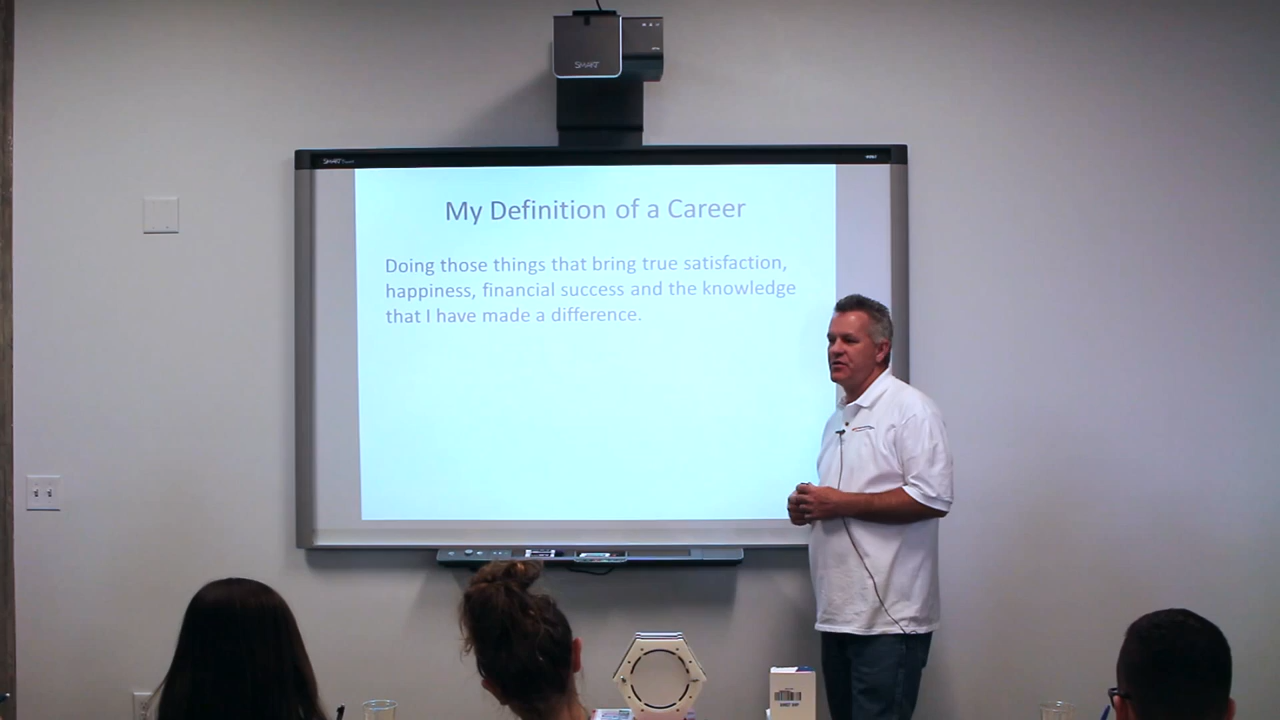 SMART
SMART
My Definition of a Career
Doing those things that bring true satisfaction,
happiness, financial success and the knowledge
that I have made a difference.